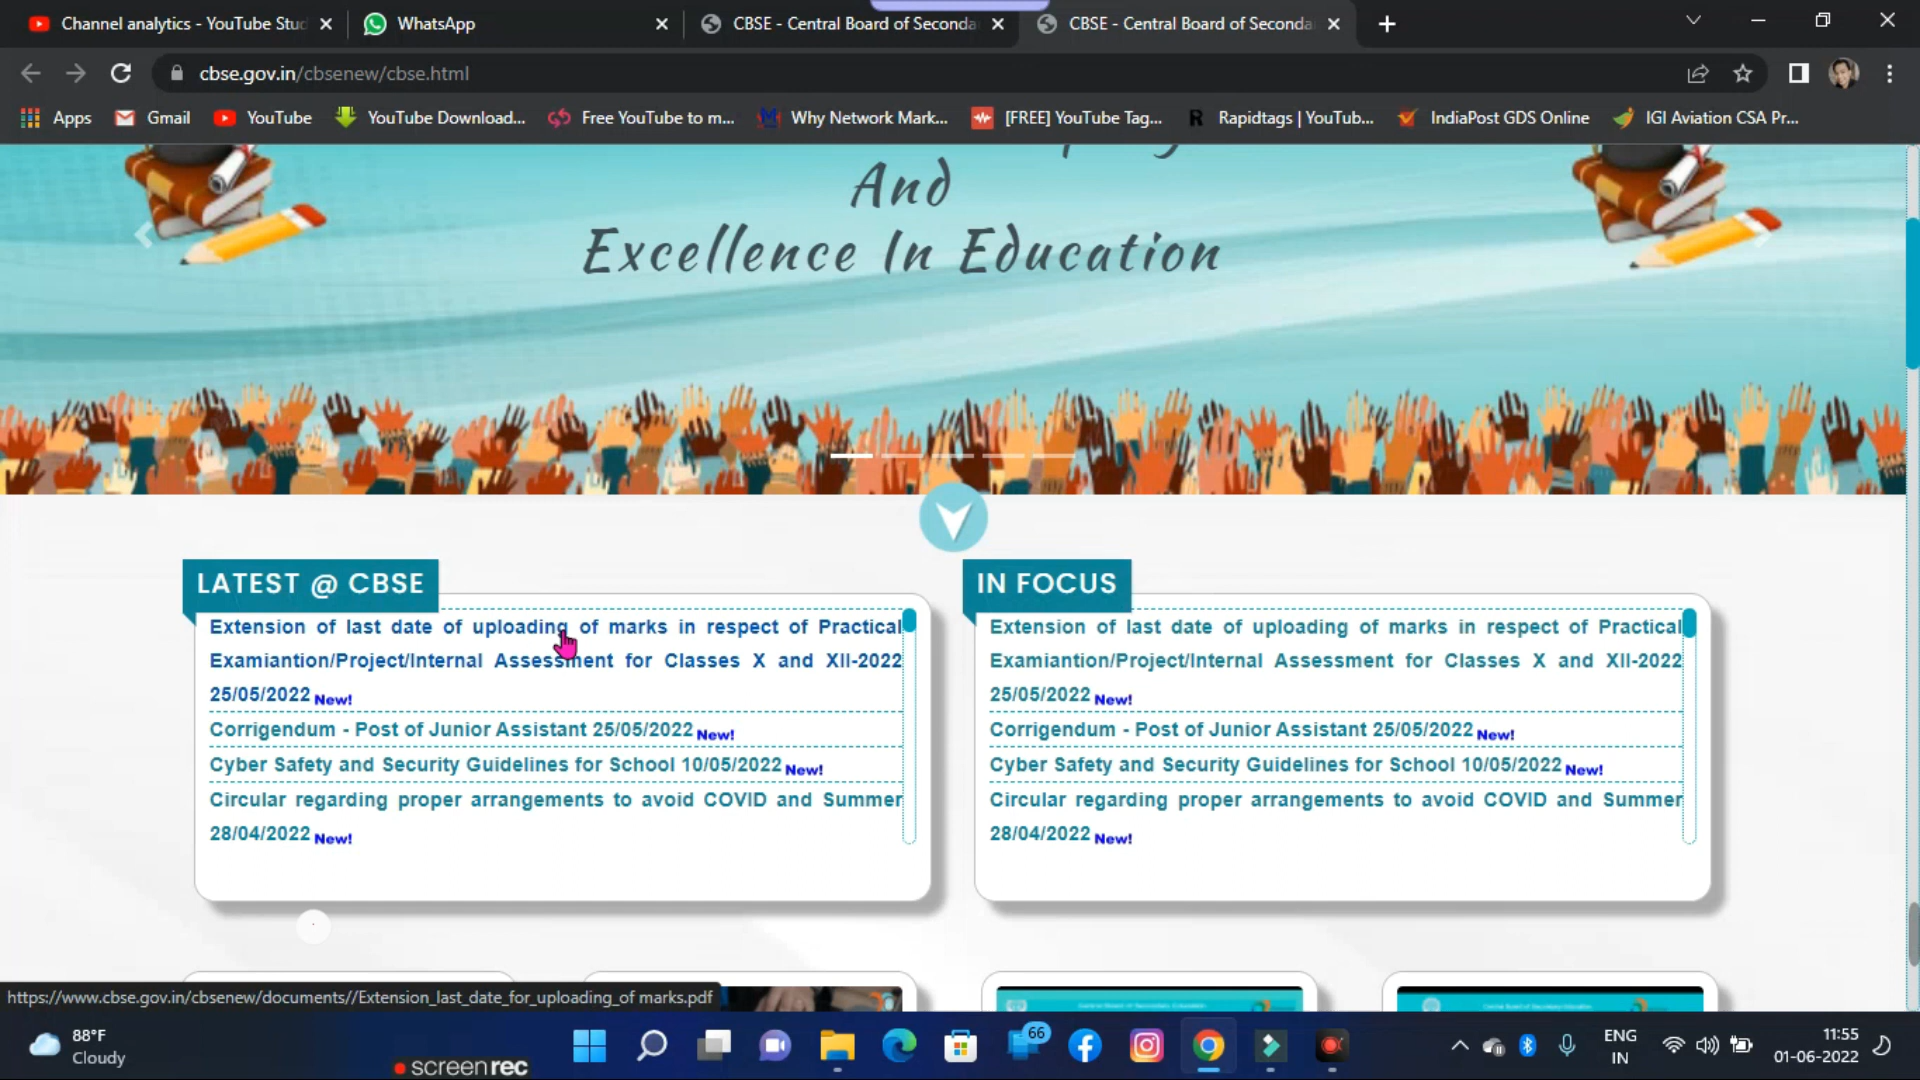 Channel analytics - YouTube Stud
WhatsApp
CBSE - Central Board of Seconda
CBSE - Central Board of Seconda
cbse.gov.in/cbsenew/cbse.html
Apps
Gmail
YouTube
YouTube Download...
Free YouTube to m...
Why Network Mark...
[FREE] YouTube Tag...
Rapidtags | YouTub...
IndiaPost GDS Online
IGI Aviation CSA Pr...
And
Excellence In Education
LATEST @ CBSE
Extension of last date of uploading of marks in respect of Practical
Examiantion/Project/Internal Assessment for Classes X and XII-2022
25/05/2022 New!
Corrigendum - Post of Junior Assistant 25/05/2022 New!
Cyber Safety and Security Guidelines for School 10/05/2022 New!
Circular regarding proper arrangements to avoid COVID and Summer
28/04/2022 New!
IN FOCUS
Extension of last date of uploading of marks in respect of Practical
Examiantion/Project/Internal Assessment for Classes X and XII-2022
25/05/2022 New!
Corrigendum - Post of Junior Assistant 25/05/2022 New!
Cyber Safety and Security Guidelines for School 10/05/2022 New!
Circular regarding proper arrangements to avoid COVID and Summer
28/04/2022 New!
https://www.cbse.gov.in/cbsenew/documents//Extension_last_date_for_uploading_of marks.pdf
88°F
Cloudy
screenrec
66
ENG
IN
11:55
01-06-2022